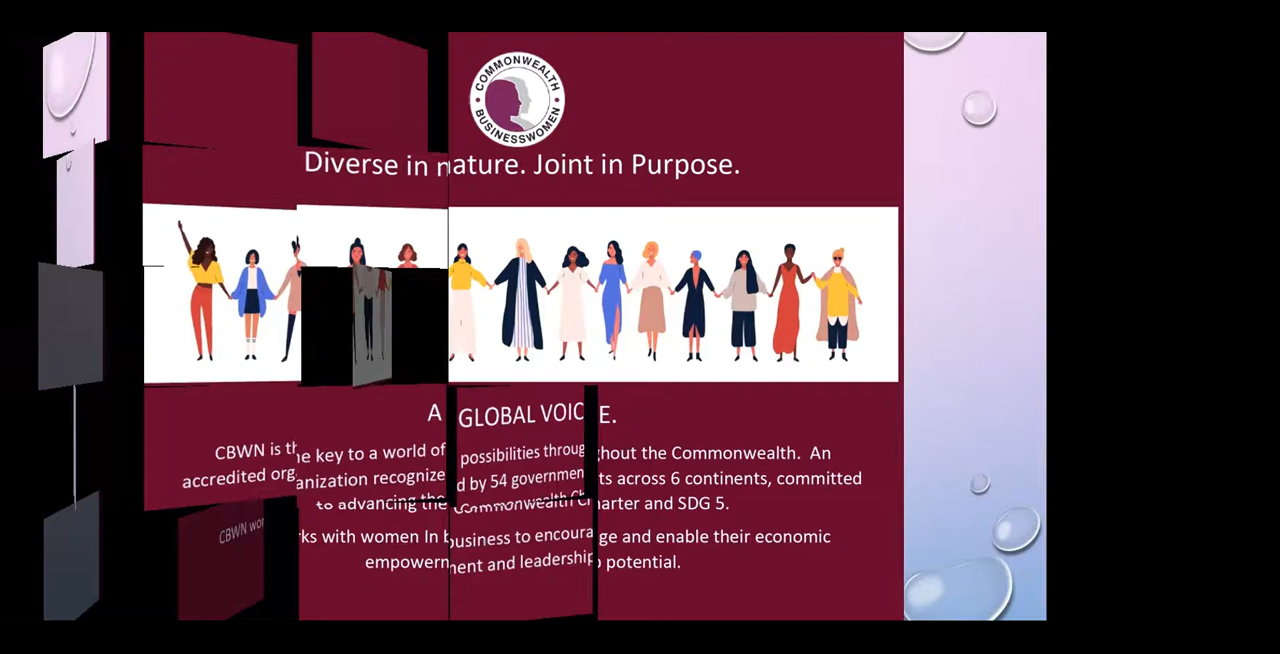 COMMONWEALTH
BUSINESSWOMEN
Diverse in nature. Joint in Purpose.
A GLOBAL VOICE.
CBWN is the key to a world of possibilities throughout the Commonwealth. An
accredited organization recognized by 54 governments across 6 continents, committed
to advancing the Commonwealth Charter and SDG 5.
CBWN works with women In business to encourage and enable their economic
empowerment and leadership potential.